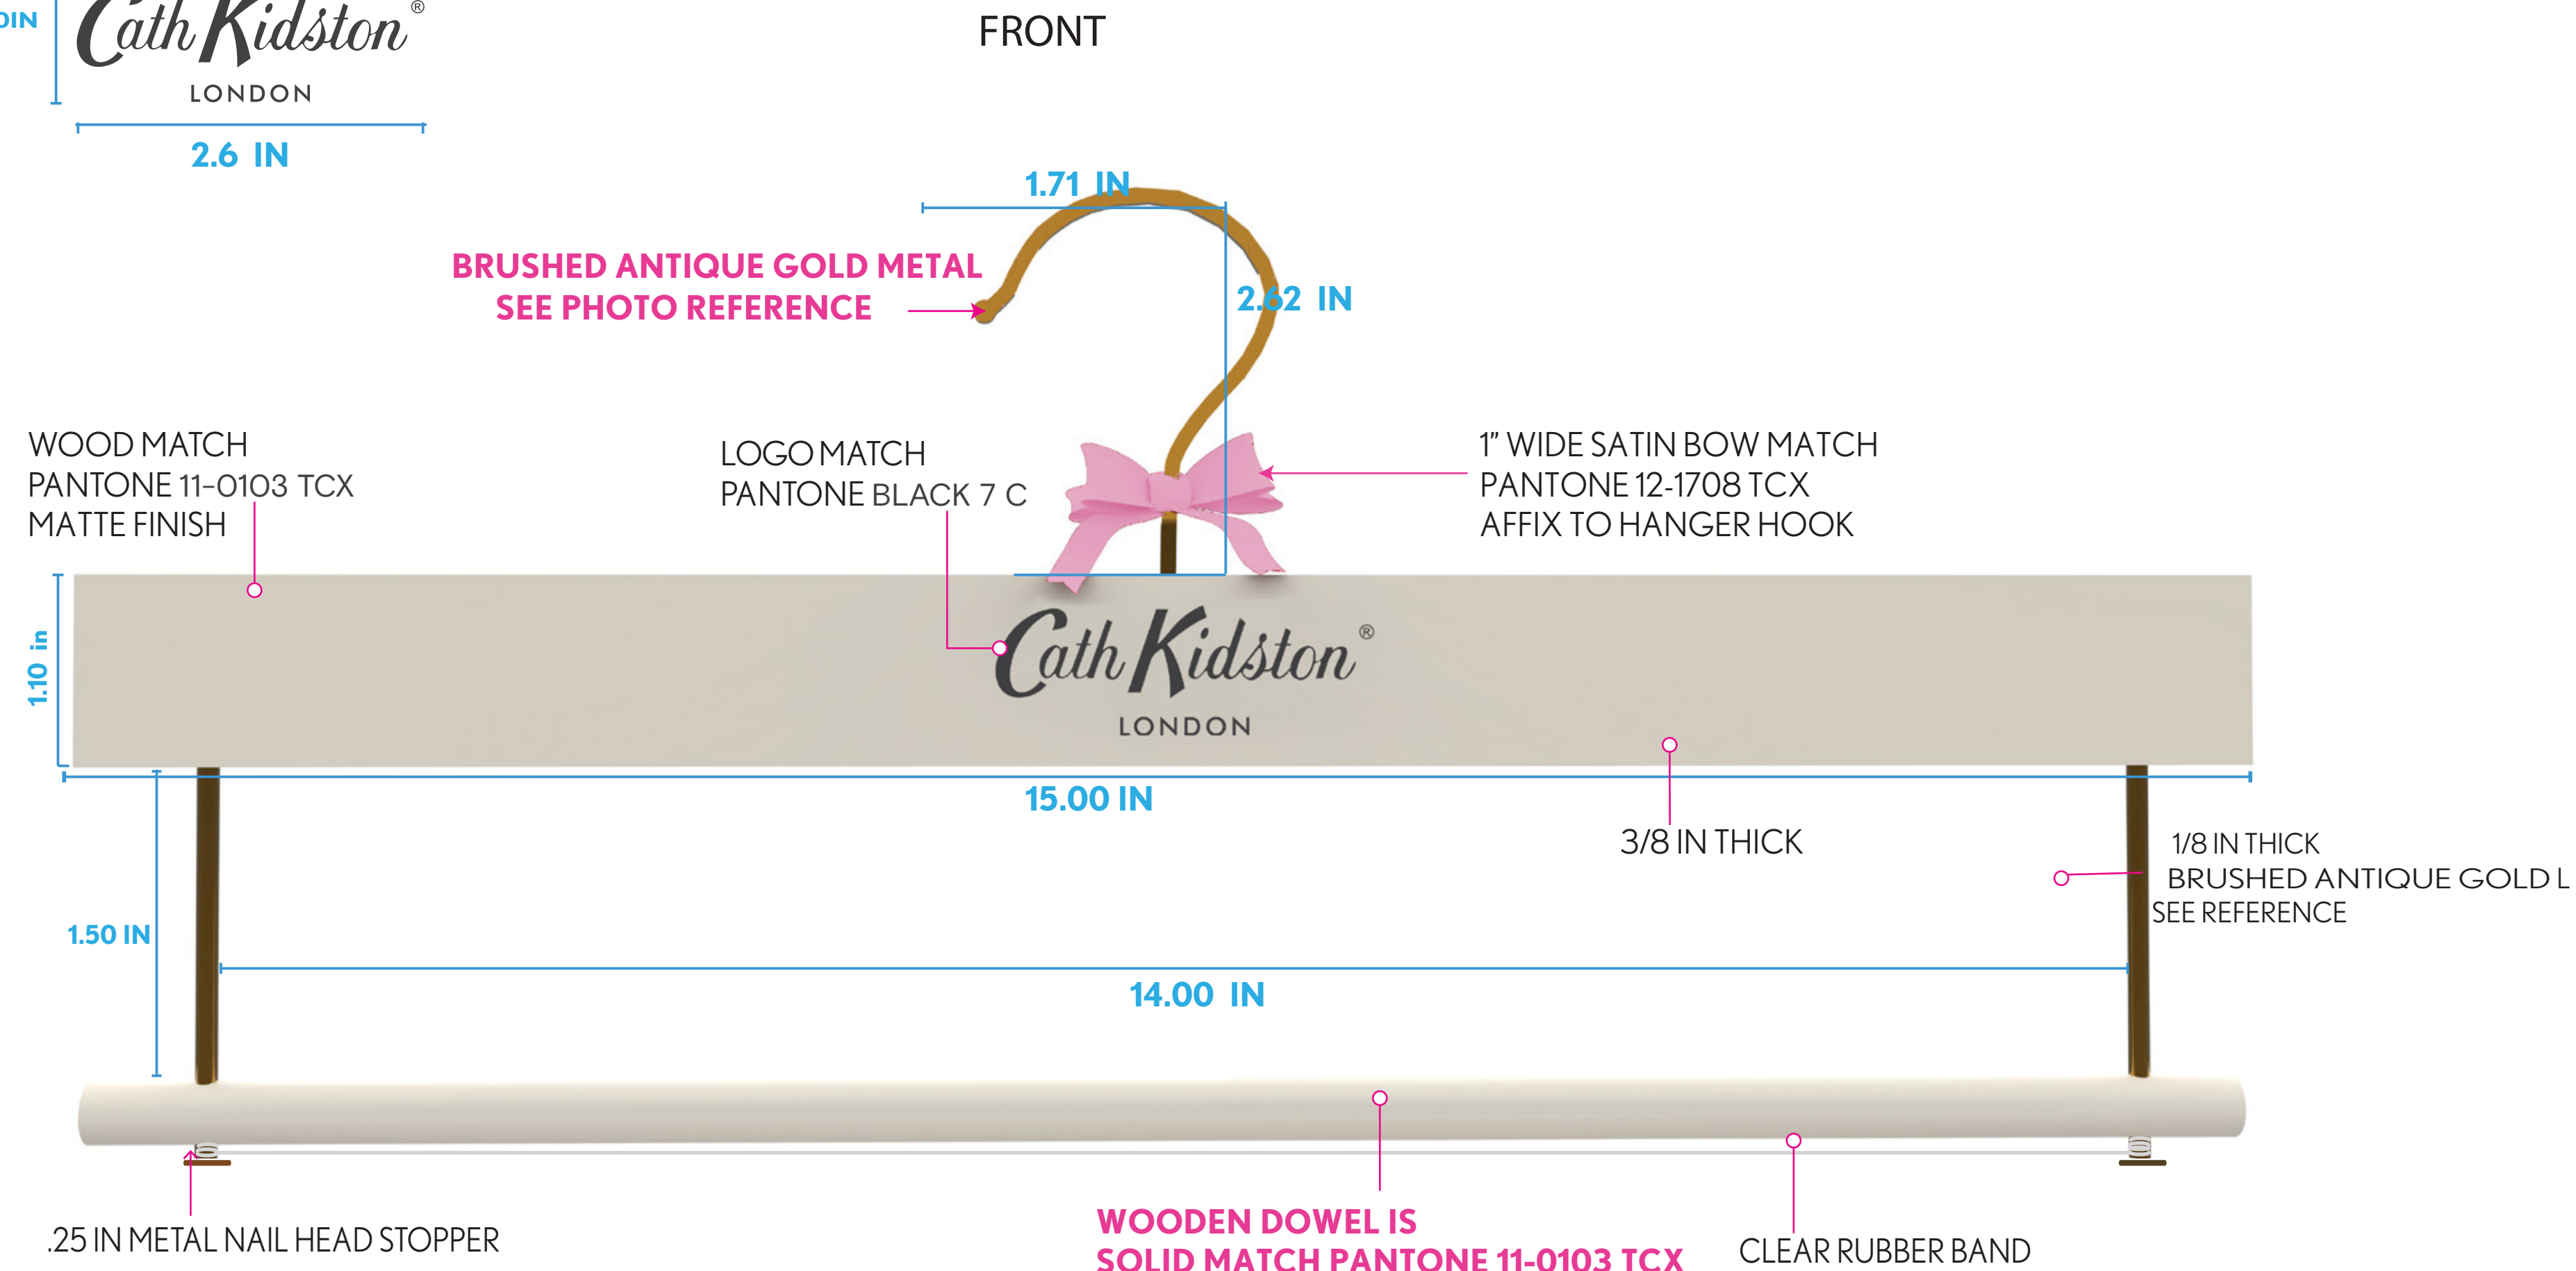 Cath Kidston®
LONDON
2.6 IN
FRONT
1.71 IN
BRUSHED ANTIQUE GOLD METAL
SEE PHOTO REFERENCE
2.62 IN
WOOD MATCH
PANTONE 11-0103 TCX
MATTE FINISH
LOGO MATCH
PANTONE BLACK 7 C
1” WIDE SATIN BOW MATCH
PANTONE 12-1708 TCX
AFFIX TO HANGER HOOK
1.10 in
Cath Kidston®
LONDON
15.00 IN
3/8 IN THICK
1/8 IN THICK
BRUSHED ANTIQUE GOLD L
SEE REFERENCE
1.50 IN
14.00 IN
.25 IN METAL NAIL HEAD STOPPER
WOODEN DOWEL IS
SOLID MATCH PANTONE 11-0103 TCX
CLEAR RUBBER BAND